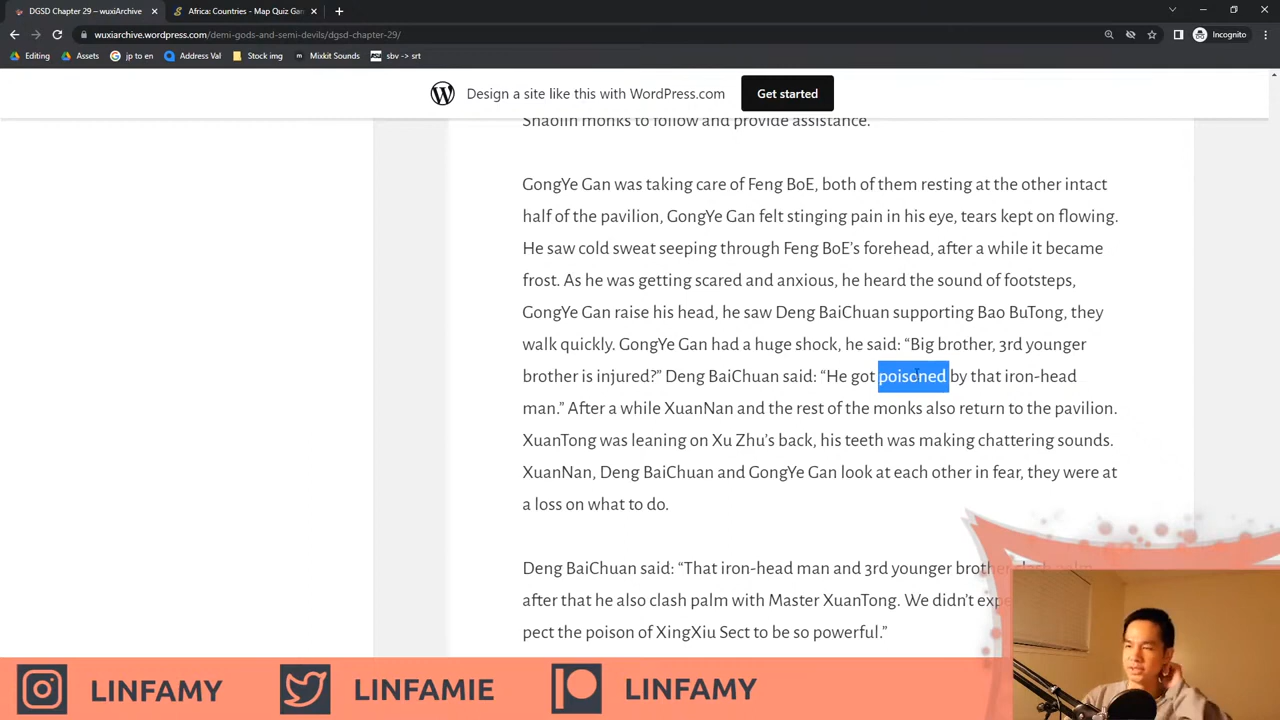 DGSD Chapter 29 – wuxiArchive
Africa: Countries - Map Quiz Gam
wuxiarchive.wordpress.com/demi-gods-and-semi-devils/dgsd-chapter-29/
Incognito
Editing
Assets
jp to en
Address Val
Stock img
Mixkit Sounds
sbv -> srt
Design a site like this with WordPress.com
Get started
Shaolin monks to follow and provide assistance.
GongYe Gan was taking care of Feng BoE, both of them resting at the other intact
half of the pavilion, GongYe Gan felt stinging pain in his eye, tears kept on flowing.
He saw cold sweat seeping through Feng BoE’s forehead, after a while it became
frost. As he was getting scared and anxious, he heard the sound of footsteps,
GongYe Gan raise his head, he saw Deng BaiChuan supporting Bao BuTong, they
walk quickly. GongYe Gan had a huge shock, he said: “Big brother, 3rd younger
brother is injured?” Deng BaiChuan said: “He got poisoned by that iron-head
man.” After a while XuanNan and the rest of the monks also return to the pavilion.
XuanTong was leaning on Xu Zhu’s back, his teeth was making chattering sounds.
XuanNan, Deng BaiChuan and GongYe Gan look at each other in fear, they were at
a loss on what to do.
Deng BaiChuan said: “That iron-head man and 3rd younger brother clash palm,
after that he also clash palm with Master XuanTong. We didn’t
pect the poison of XingXiu Sect to be so powerful.”
LINFAMY
LINFAMIE
LINFAMY